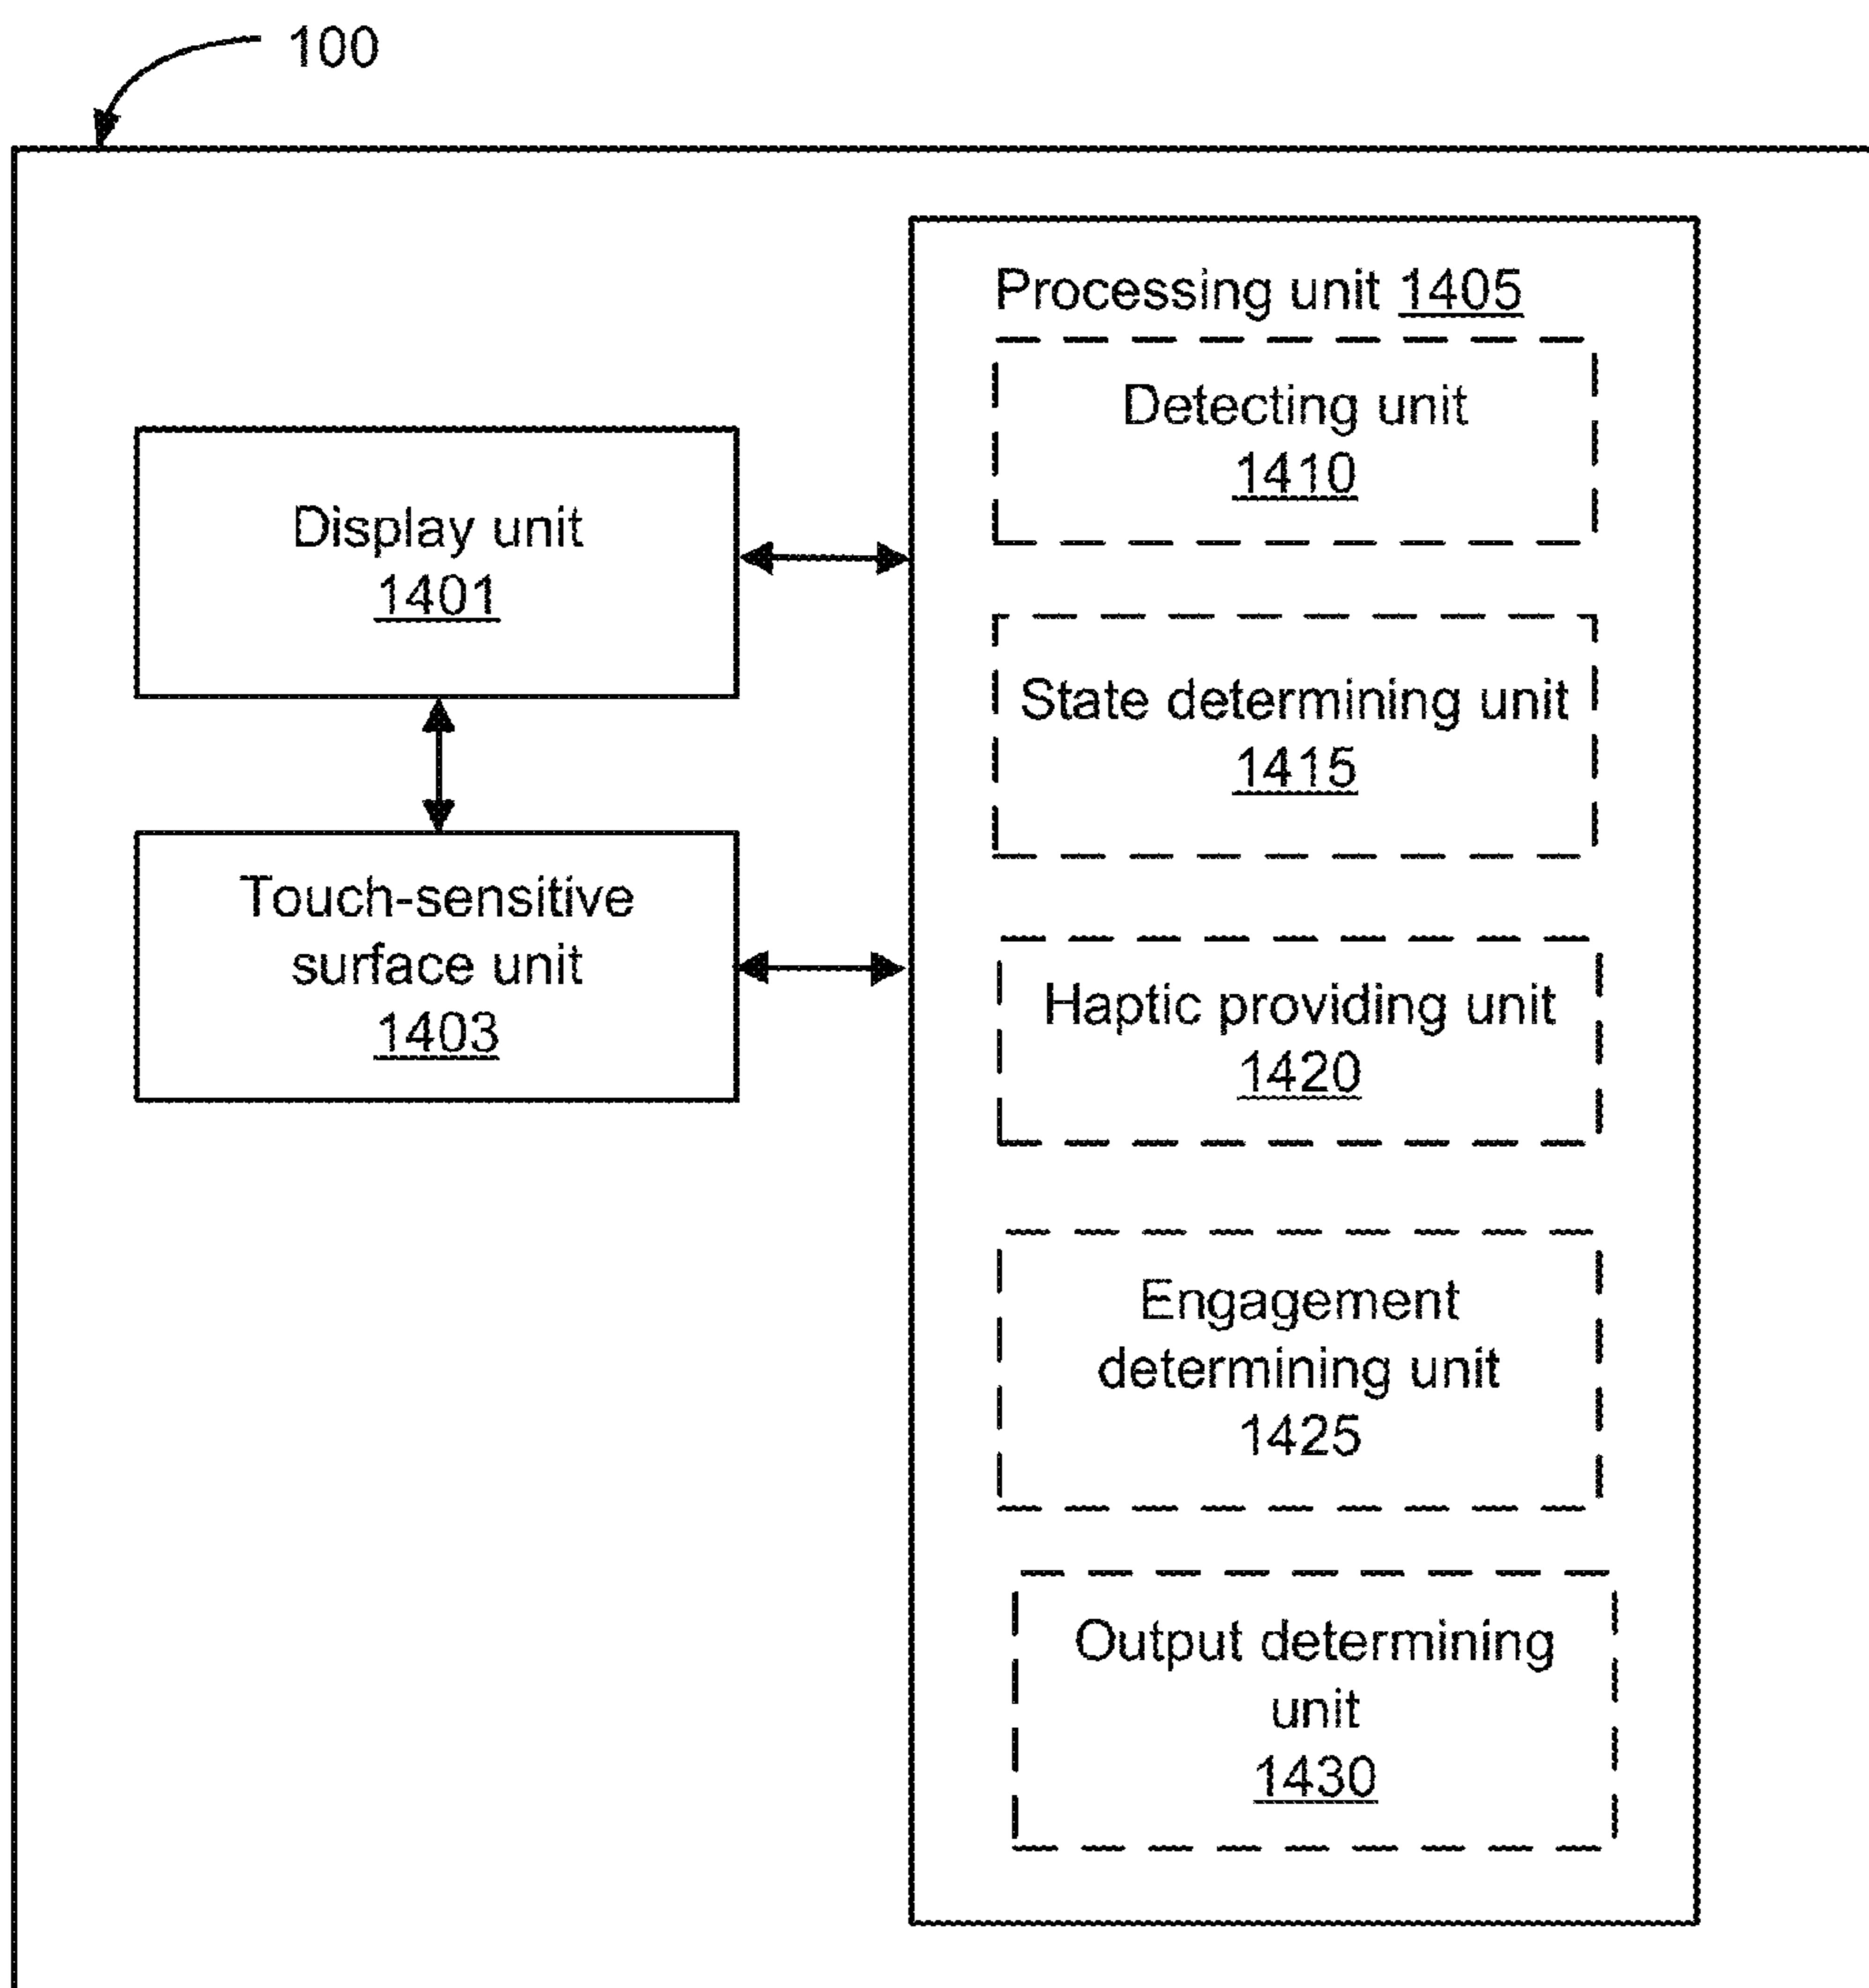 100
Processing unit 1405
Detecting unit
1410
Display unit
1401
State determining unit
1415
Touch-sensitive
surface unit
1403
Haptic providing unit
1420
Engagement
determining unit
1425
Output determining
unit
1430